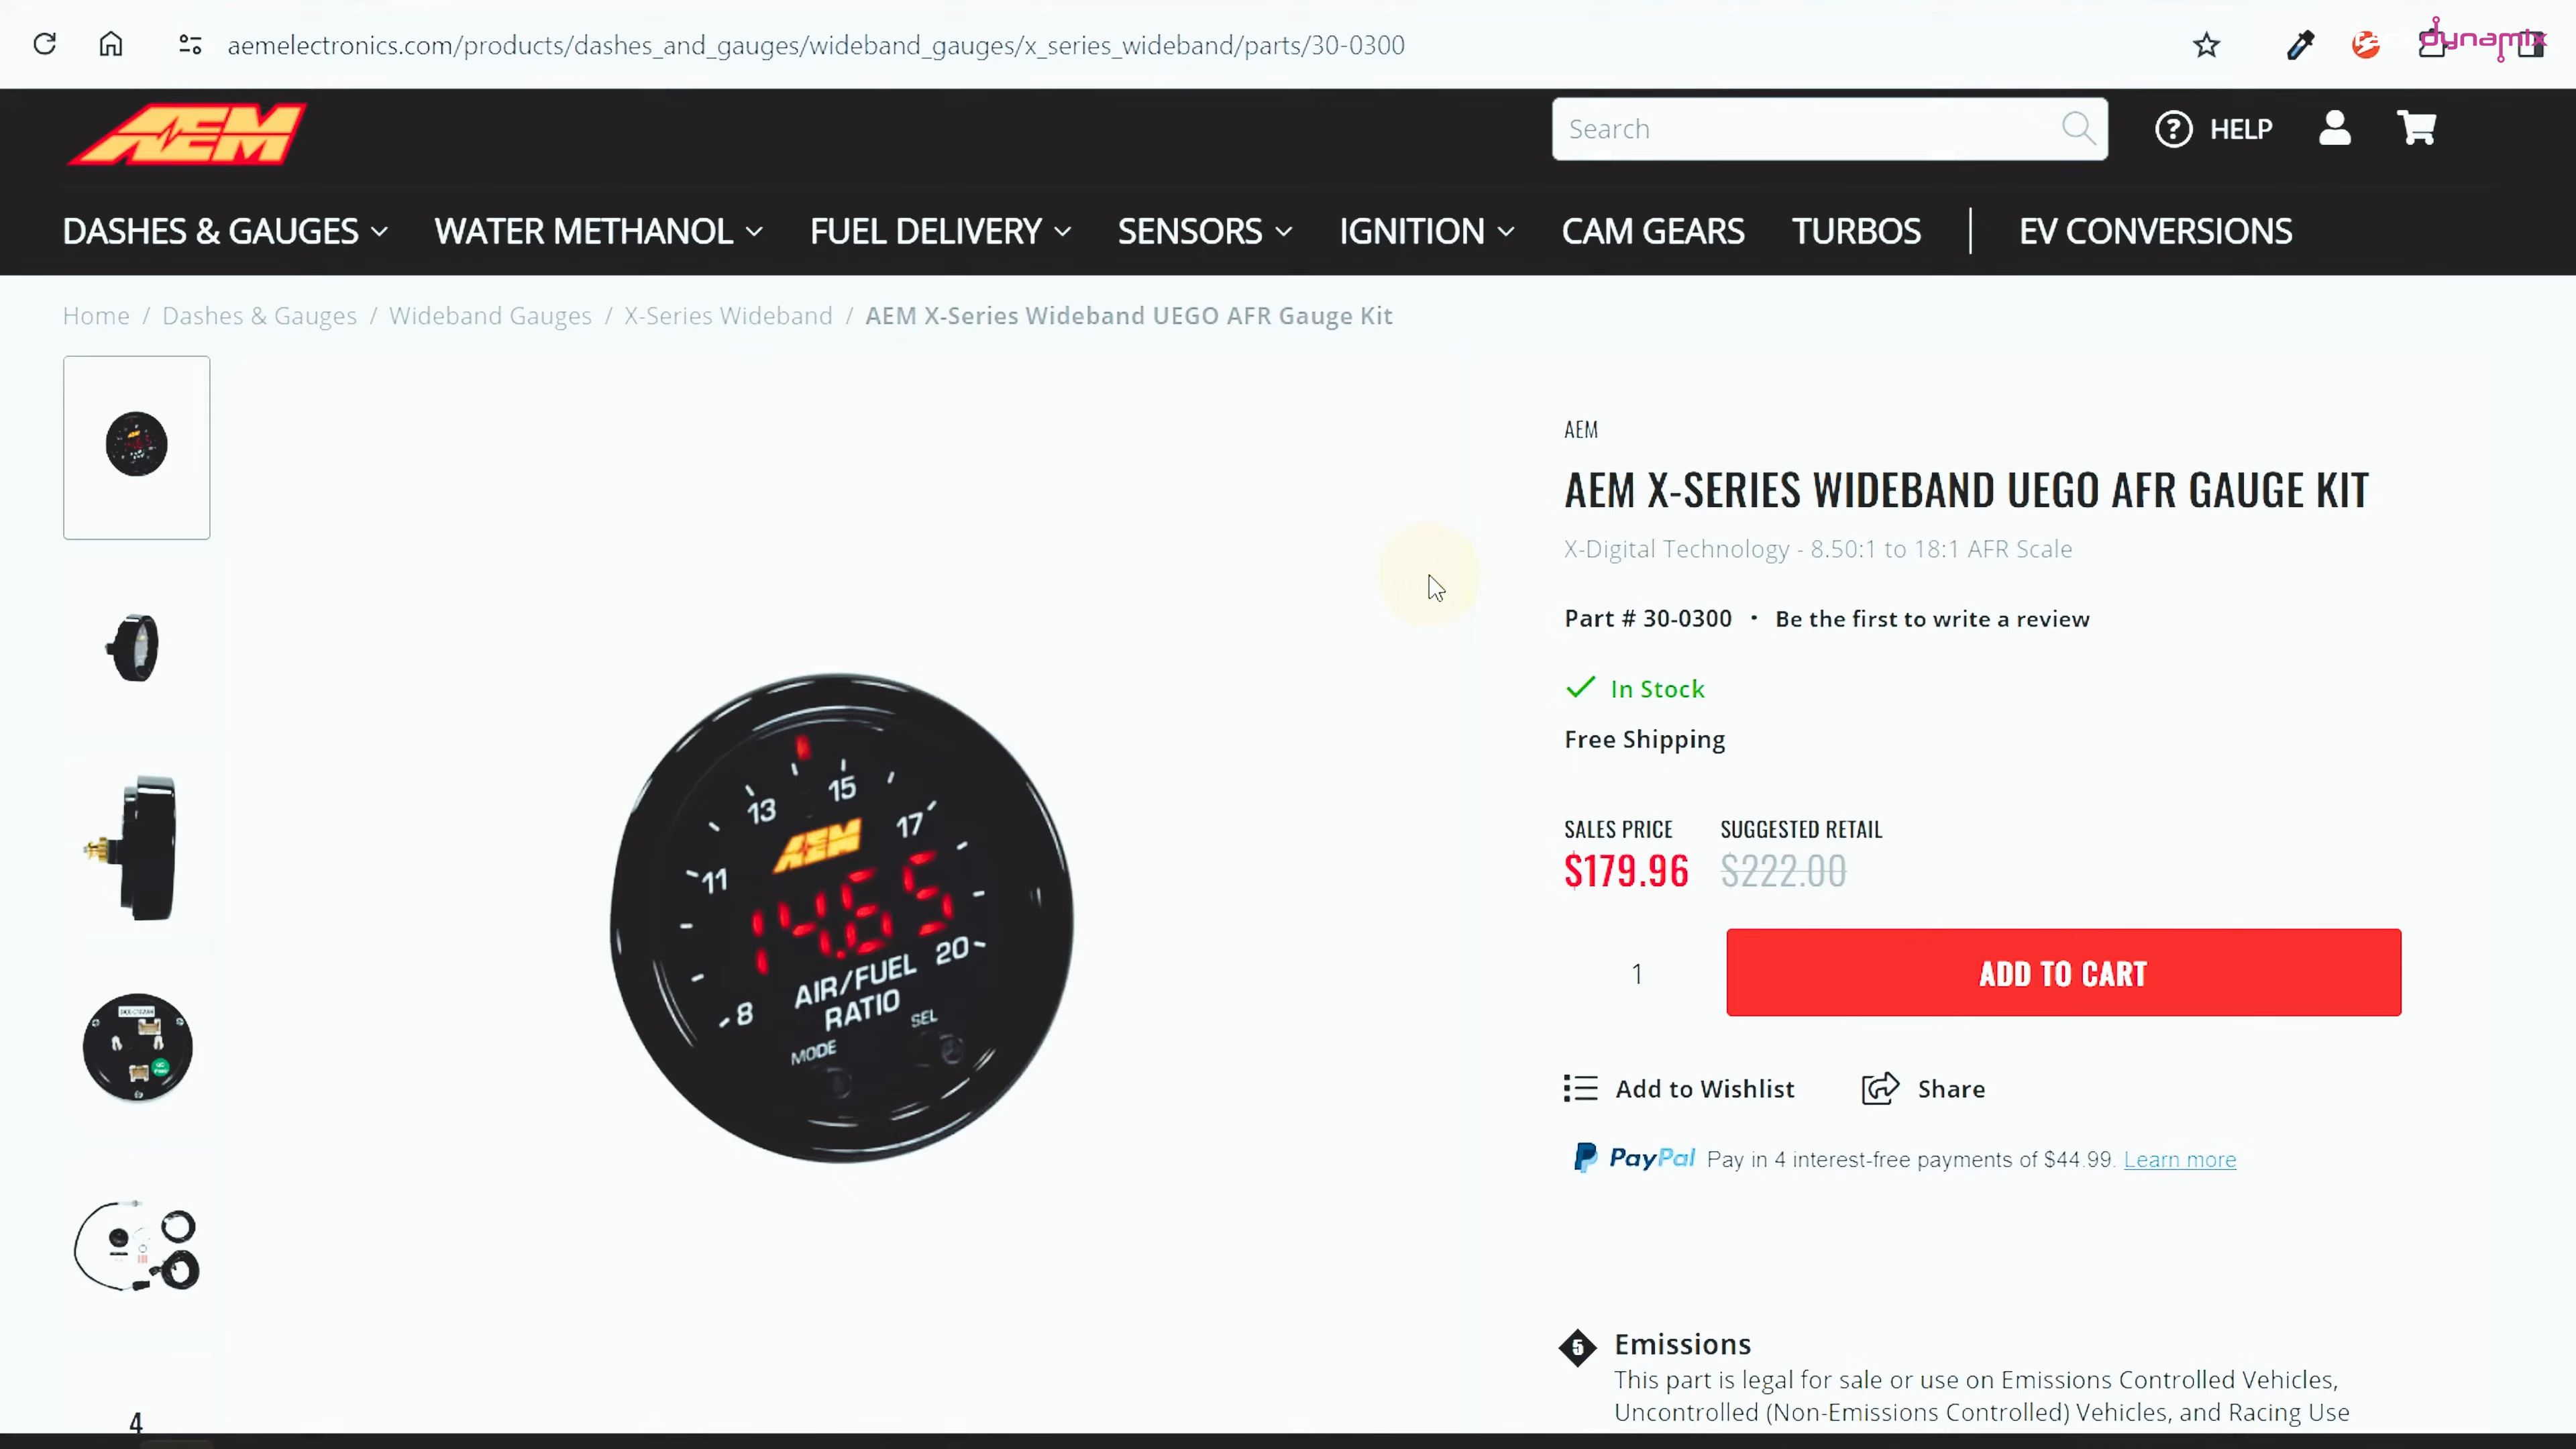 aemelectronics.com/products/dashes_and_gauges/wideband_gauges/x_series_wideband/parts/30-0300
dynamix
AEM
Search
HELP
DASHES & GAUGES
WATER METHANOL
FUEL DELIVERY
SENSORS
IGNITION
CAM GEARS
TURBOS
EV CONVERSIONS
Home / Dashes & Gauges / Wideband Gauges / X-Series Wideband / AEM X-Series Wideband UEGO AFR Gauge Kit
13
15
17
11
AEM
14.65
20
8
AIR/FUEL
RATIO
SEL
MODE
4
AEM
AEM X-SERIES WIDEBAND UEGO AFR GAUGE KIT
X-Digital Technology - 8.50:1 to 18:1 AFR Scale
Part # 30-0300 • Be the first to write a review
In Stock
Free Shipping
SALES PRICE
SUGGESTED RETAIL
$179.96
$222.00
1
ADD TO CART
Add to Wishlist
Share
PayPal Pay in 4 interest-free payments of $44.99. Learn more
5
Emissions
This part is legal for sale or use on Emissions Controlled Vehicles,
Uncontrolled (Non-Emissions Controlled) Vehicles, and Racing Use